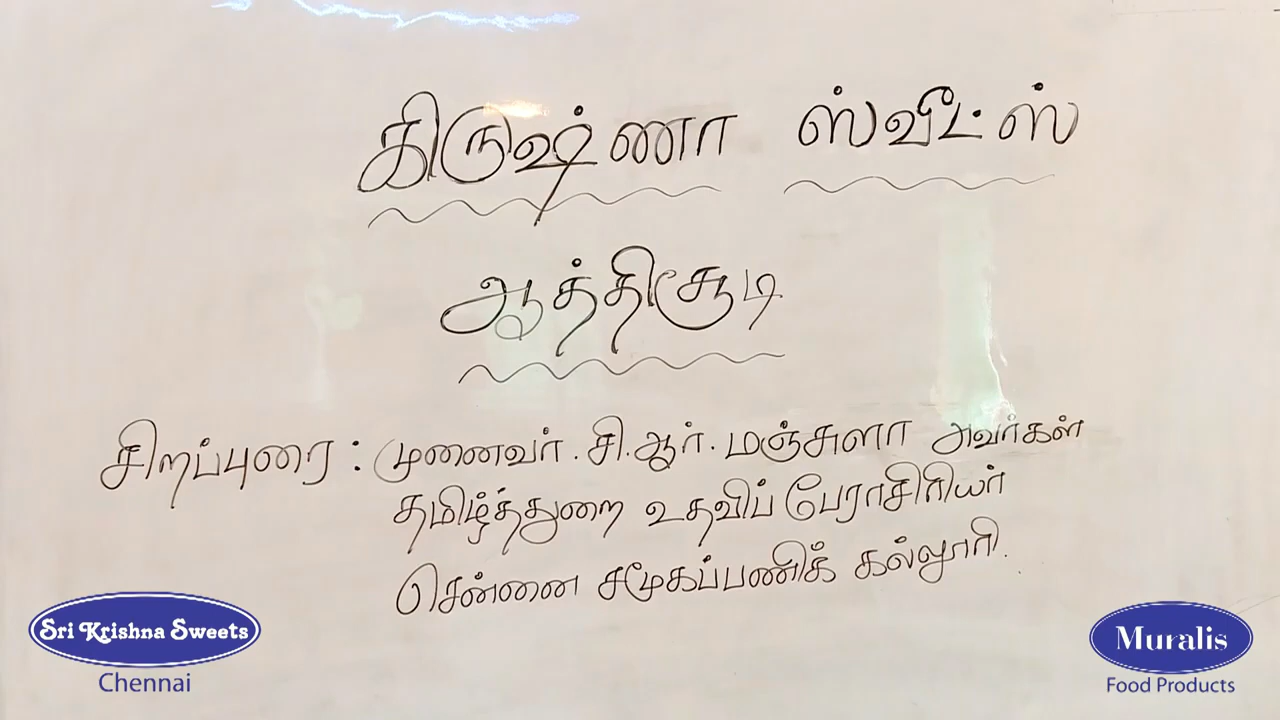 கிருஷ்ணா ஸ்வீட்ஸ்
ஆத்திசூடி
சிறப்புரை : முனைவர். சி.ஆர். மஞ்சுளா அவர்கள்
தமிழ்த்துறை உதவிப் பேராசிரியர்
சென்னை சமூகப்பணிக் கல்லூரி.
Sri Krishna Sweets
Chennai
Muralis
Food Products